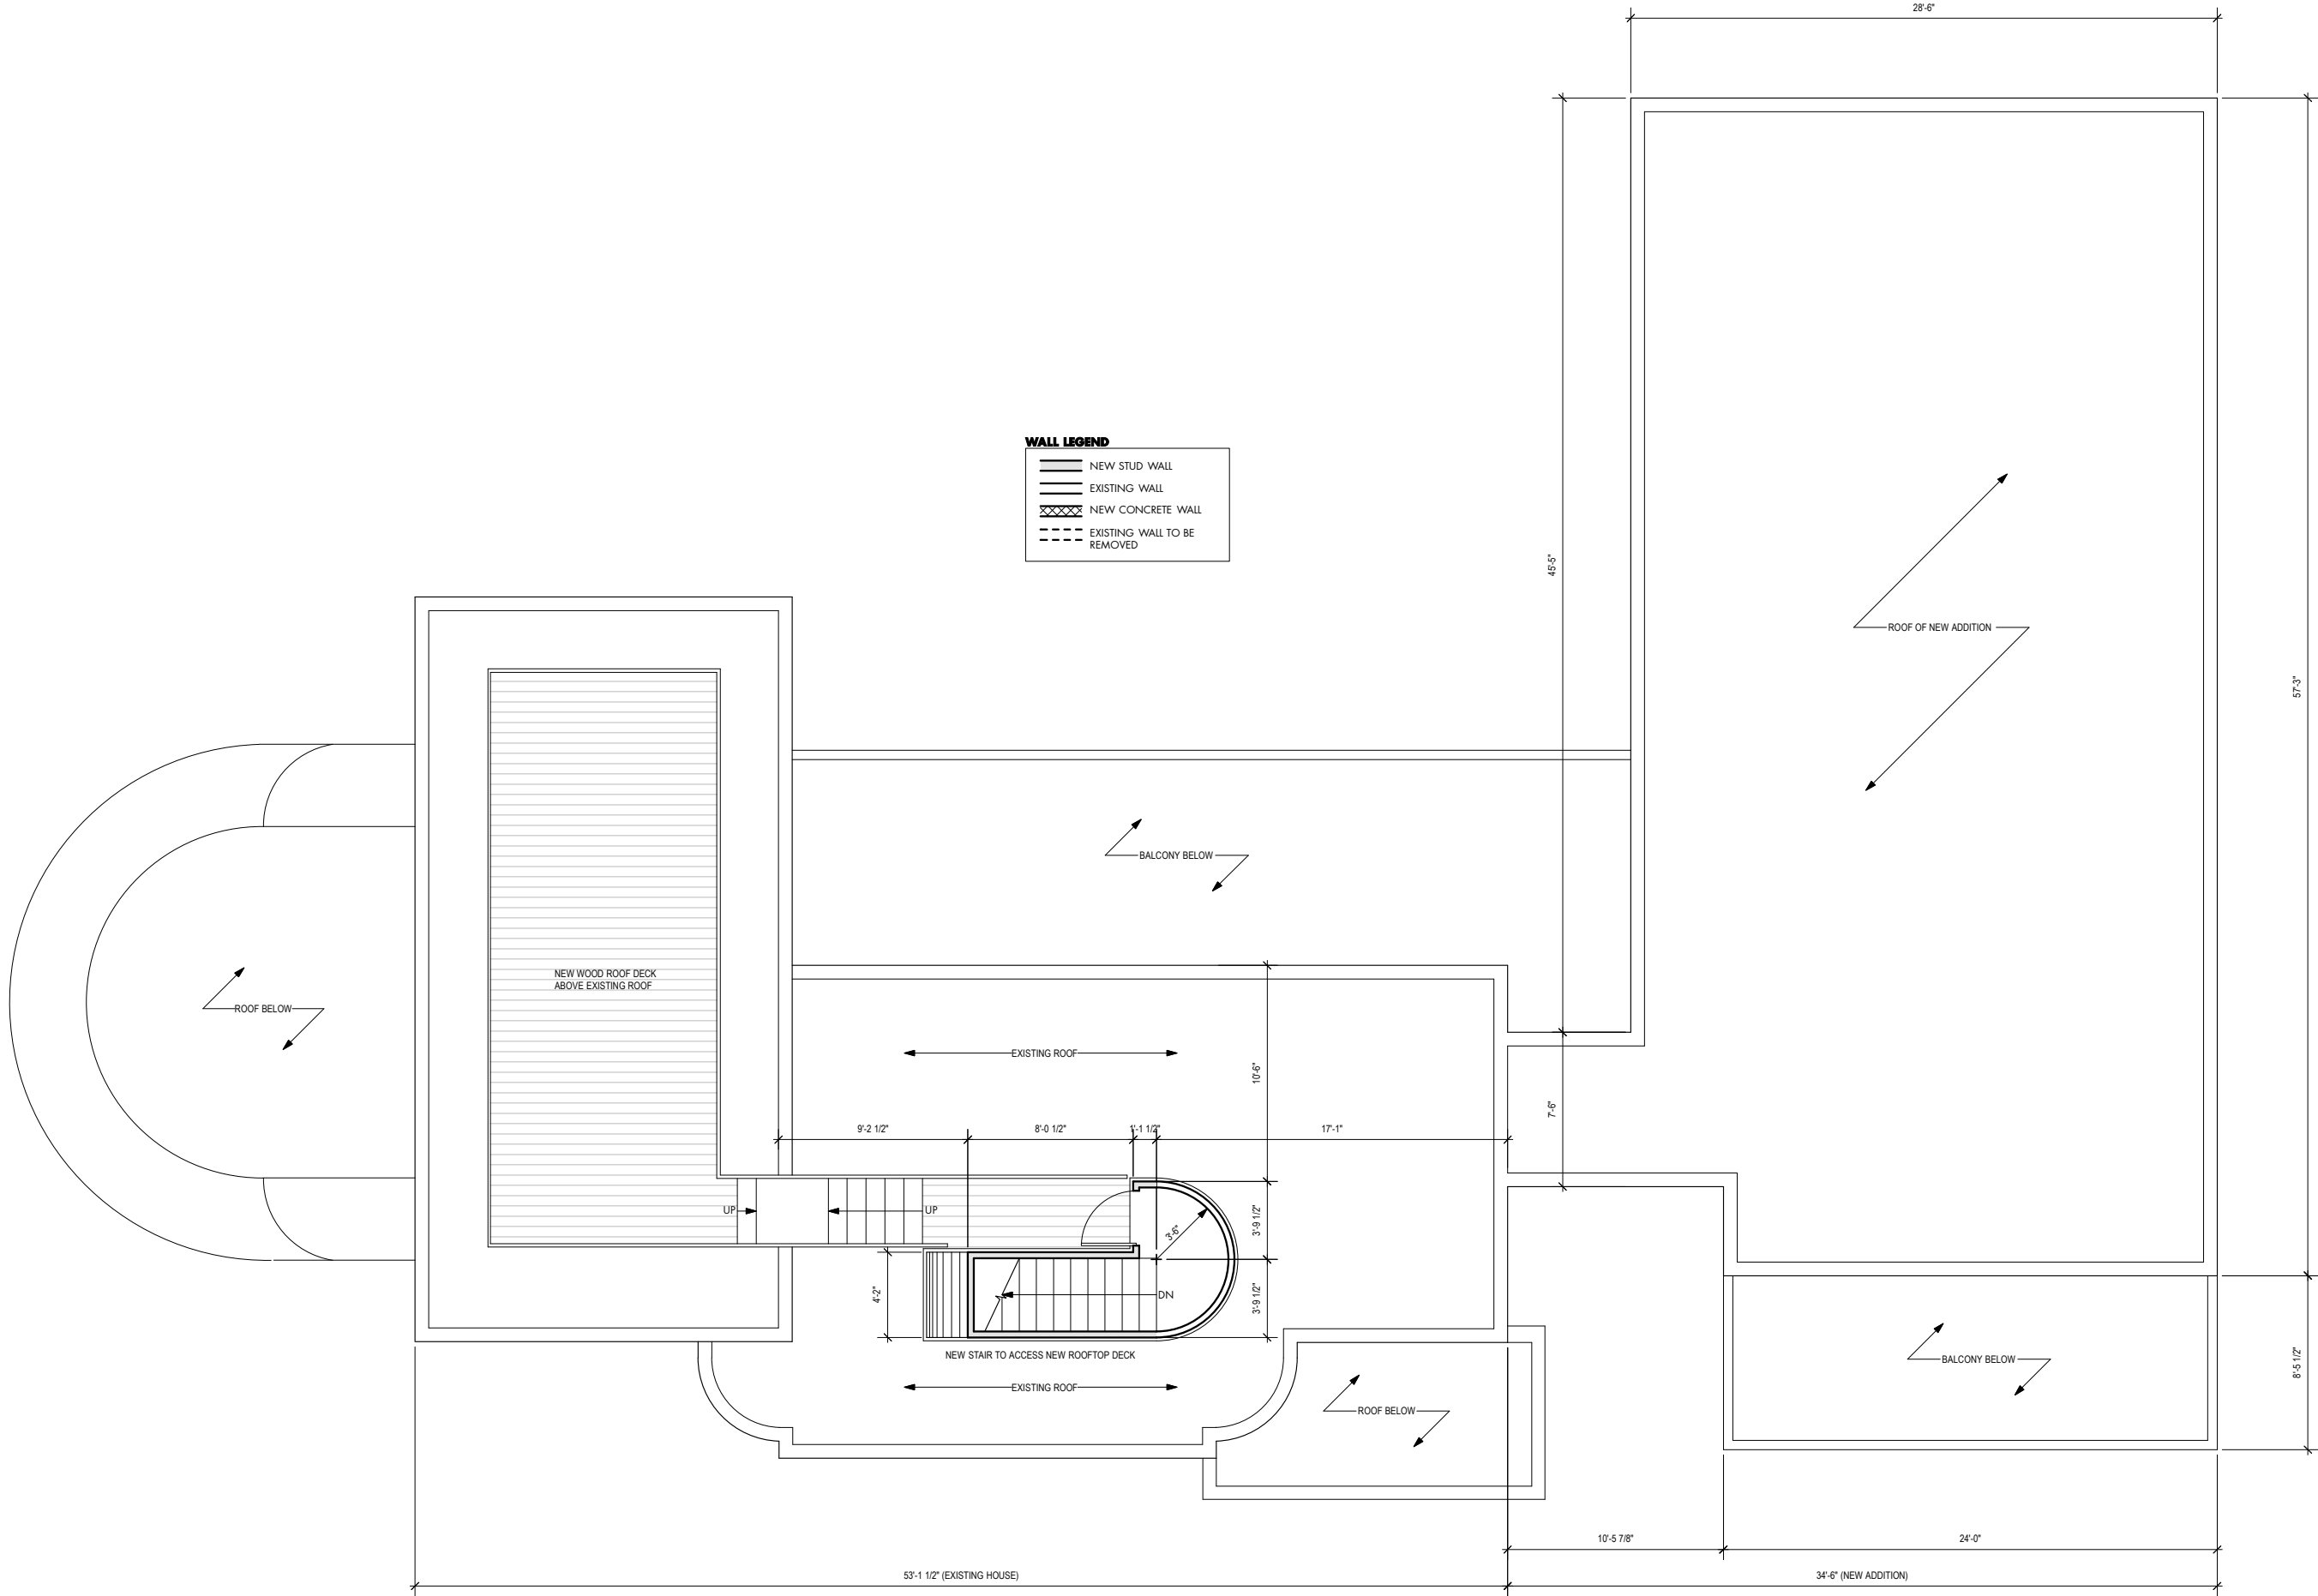 28'-6"
WALL LEGEND
NEW STUD WALL
EXISTING WALL
NEW CONCRETE WALL
EXISTING WALL TO BE
REMOVED
45'-5"
ROOF OF NEW ADDITION
57'-3"
BALCONY BELOW
NEW WOOD ROOF DECK
ABOVE EXISTING ROOF
ROOF BELOW
EXISTING ROOF
10'-6"
7'-6"
9'-2 1/2"
8'-0 1/2"
1'-1 1/2"
17'-1"
UP
UP
3'-6"
3'-9 1/2"
4'-2"
DN
3'-9 1/2"
NEW STAIR TO ACCESS NEW ROOFTOP DECK
EXISTING ROOF
ROOF BELOW
BALCONY BELOW
8'-5 1/2"
10'-5 7/8"
24'-0"
53'-1 1/2" (EXISTING HOUSE)
34'-6" (NEW ADDITION)